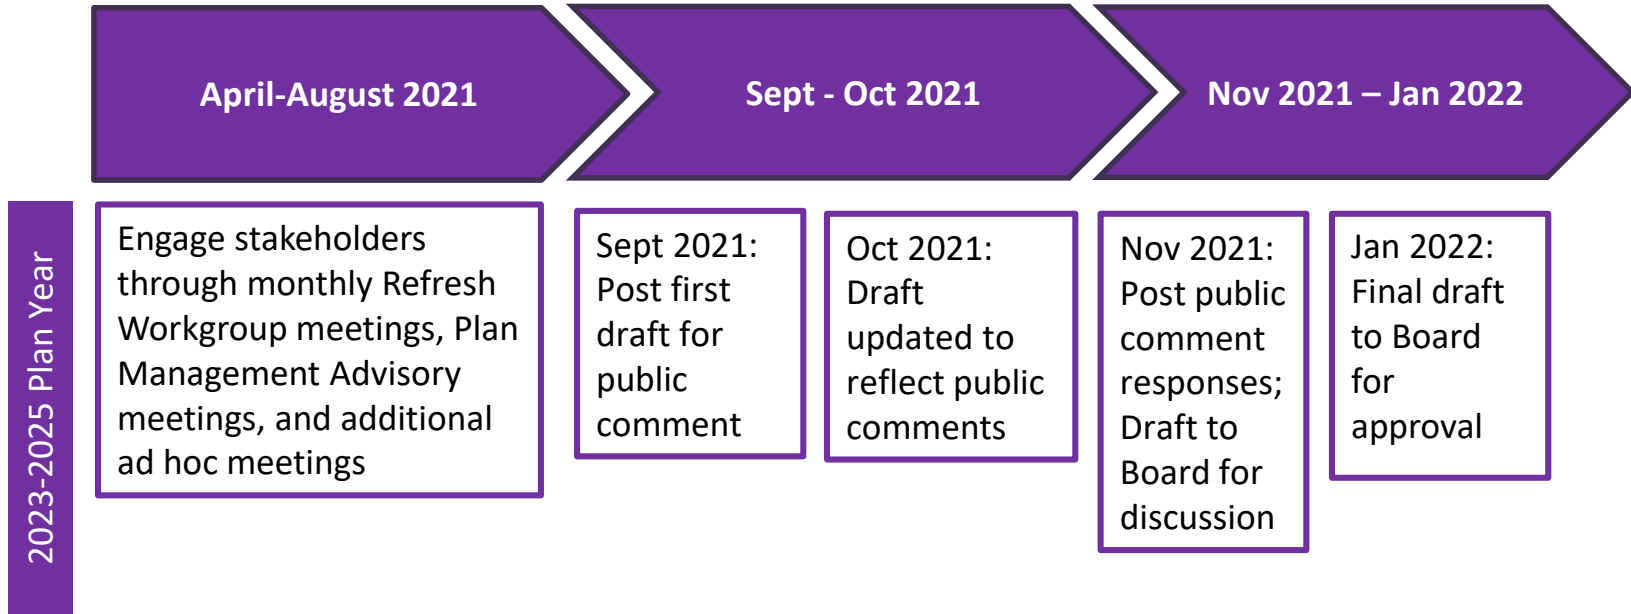 April-August 2021
Sept - Oct 2021
Nov 2021 – Jan 2022
2023-2025 Plan Year
Engage stakeholders
through monthly Refresh
Workgroup meetings, Plan
Management Advisory
meetings, and additional
ad hoc meetings
Sept 2021:
Post first
draft for
public
comment
Oct 2021:
Draft
updated to
reflect public
comments
Nov 2021:
Post public
comment
responses;
Draft to
Board for
discussion
Jan 2022:
Final draft
to Board
for
approval